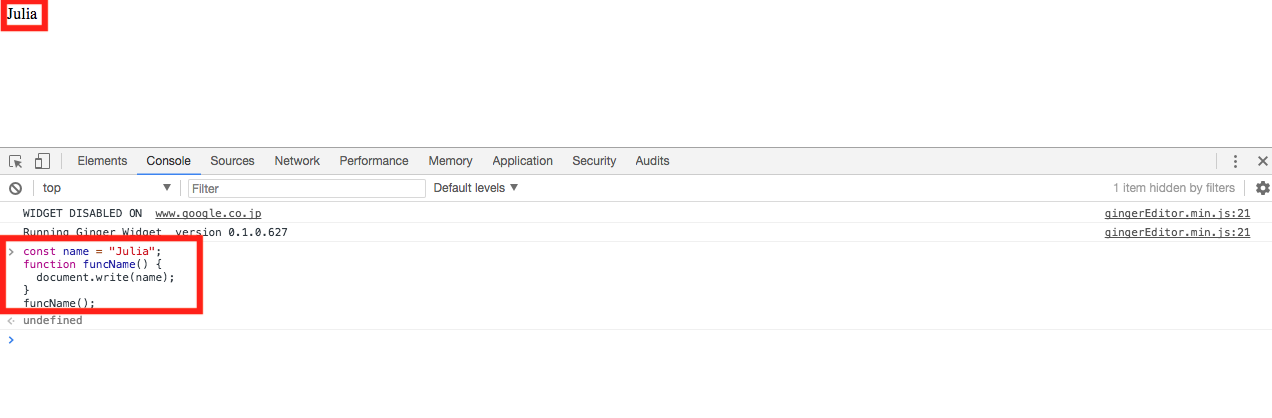 Julia
Elements Console Sources Network Performance Memory Application Security Audits
top Filter Default levels 1 item hidden by filters
WIDGET DISABLED ON www.google.co.jp gingerEditor.min.js:21
Running Ginger Widget version 0.1.0.627 gingerEditor.min.js:21
const name = "Julia";
function funcName() {
  document.write(name);
}
funcName();
undefined